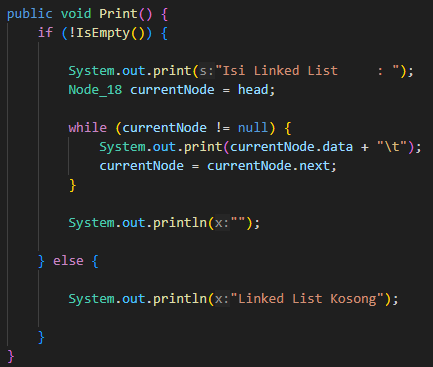 public void Print() {
if (!IsEmpty()) {
System.out.print(s:"Isi Linked List     : ");
Node_18 currentNode = head;
while (currentNode != null) {
System.out.print(currentNode.data + "\t");
currentNode = currentNode.next;
}
System.out.println(x:"");
} else {
System.out.println(x:"Linked List Kosong");
}
}